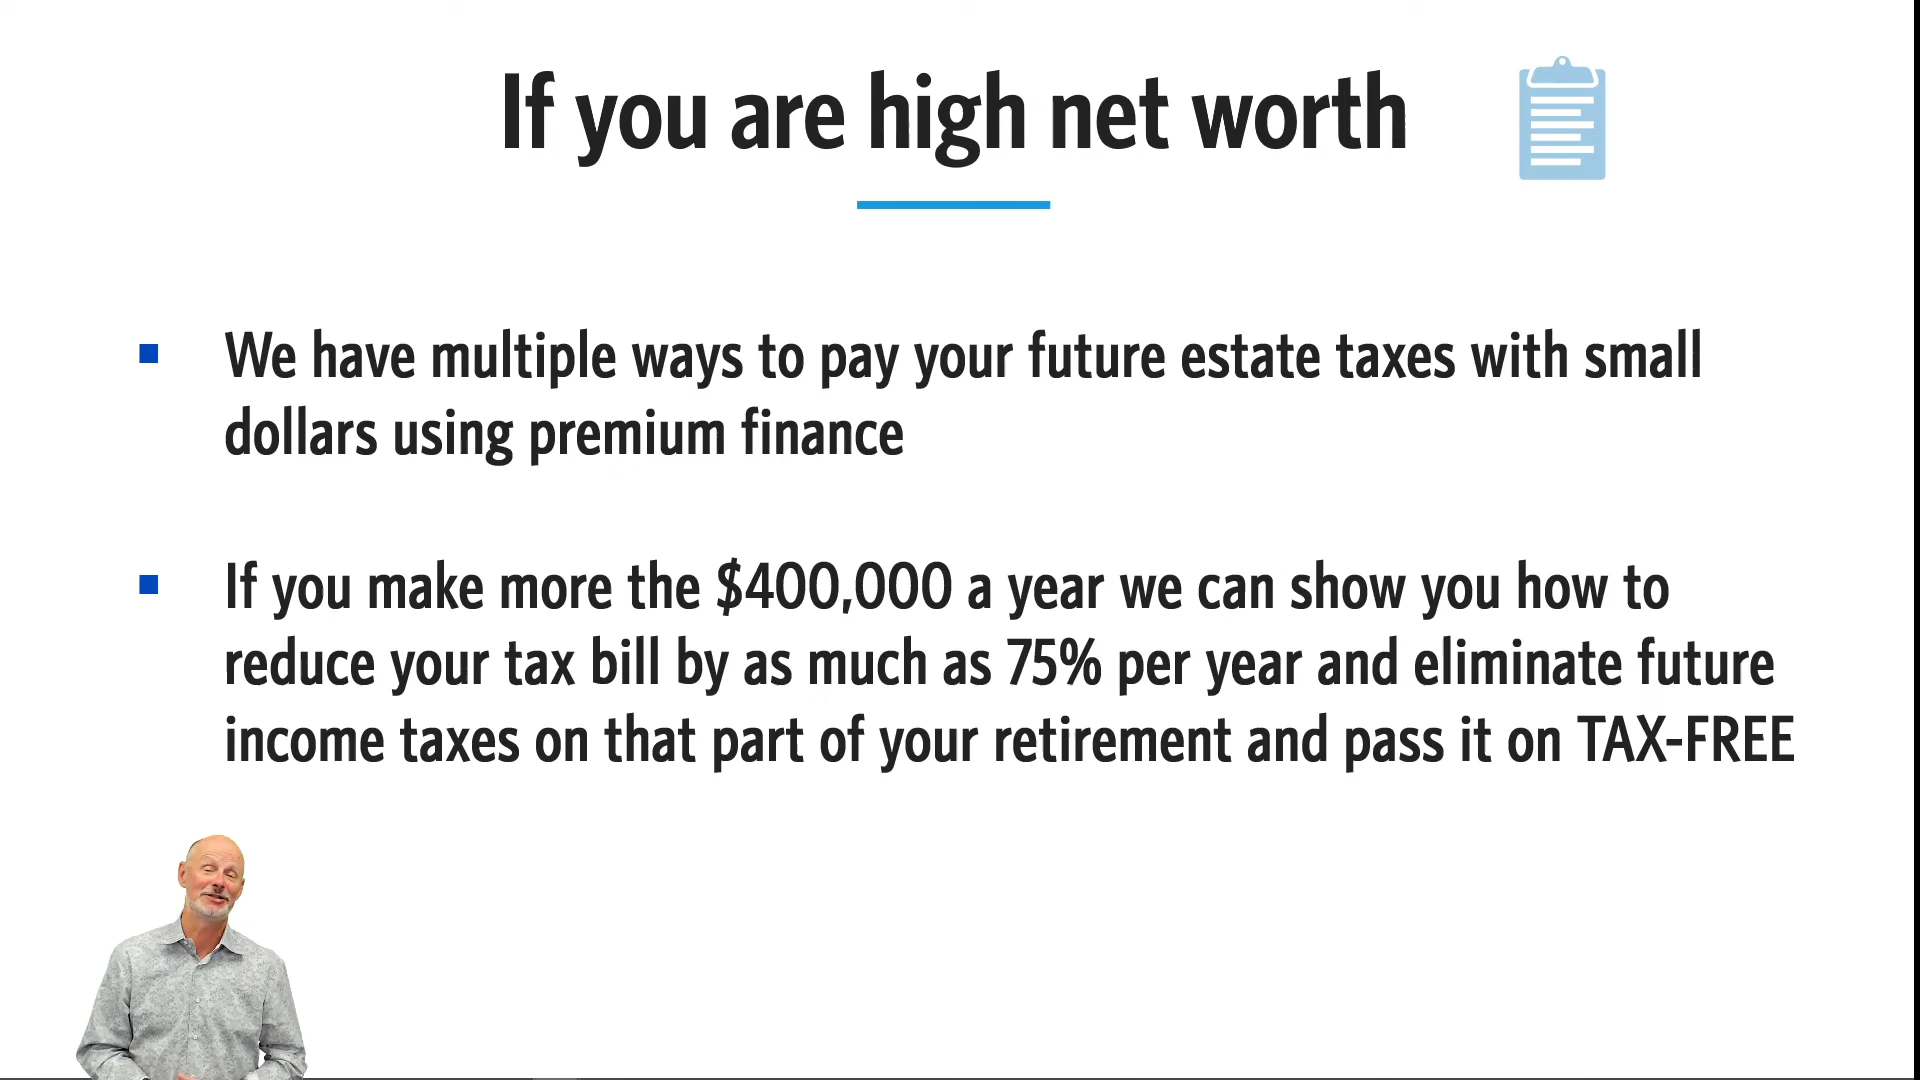 If you are high net worth
We have multiple ways to pay your future estate taxes with small
dollars using premium finance
If you make more the $400,000 a year we can show you how to
reduce your tax bill by as much as 75% per year and eliminate future
income taxes on that part of your retirement and pass it on TAX-FREE